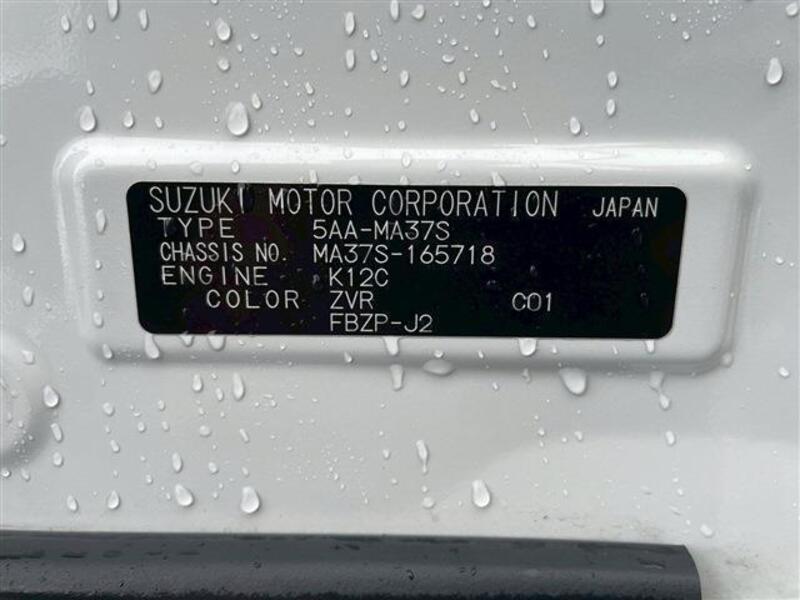 SUZUKI MOTOR CORPORATION JAPAN
TYPE 5AA-MA37S
CHASSIS NO. MA37S-165718
ENGINE K12C
COLOR ZVR C01
FBZP-J2